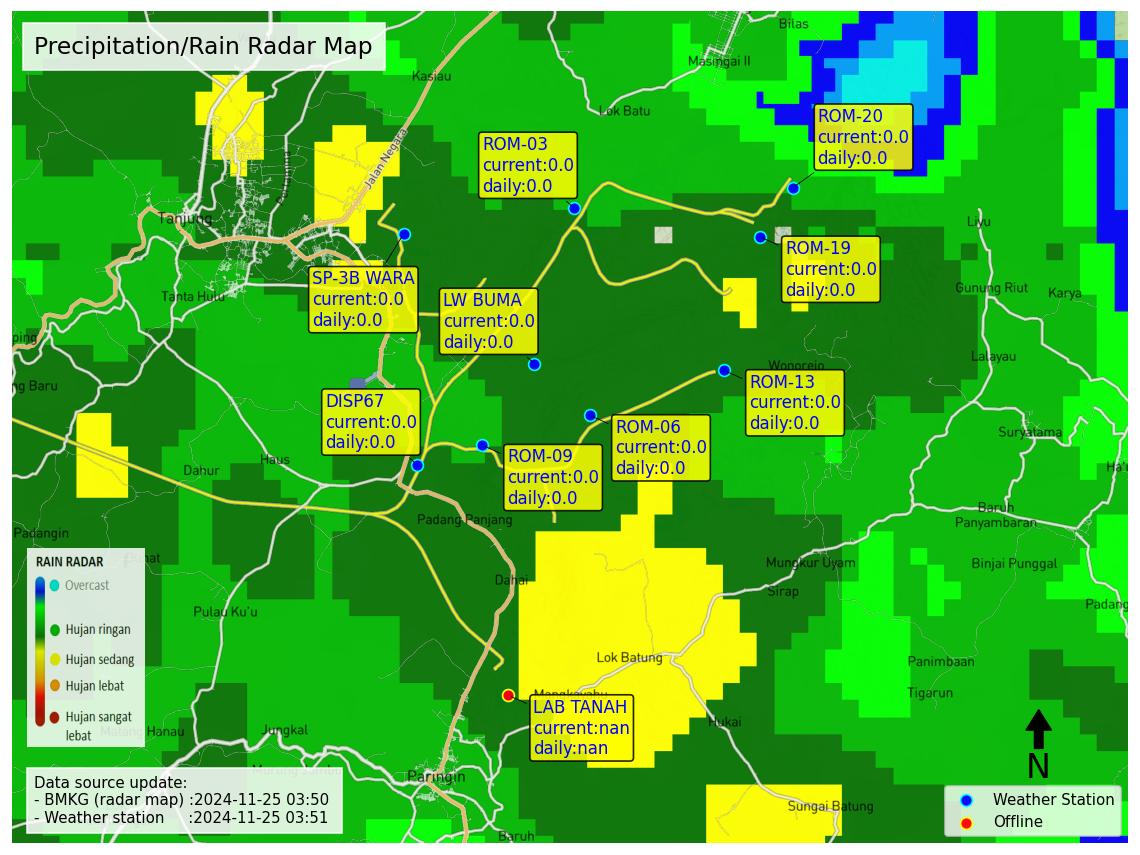 Precipitation/Rain Radar Map
Bilas
Masingai II
Kasiau
Lok Batu
ROM-20
current:0.0
daily:0.0
ROM-03
current:0.0
daily:0.0
Jalan Negara
Tanjung
Liyu
ROM-19
current:0.0
daily:0.0
SP-3B WARA
current:0.0
daily:0.0
LW BUMA
current:0.0
daily:0.0
Tanta Hulu
Gunung Riut
Karya
ping
Lalayau
Wonorejo
ng Baru
ROM-13
current:0.0
daily:0.0
DISP67
current:0.0
daily:0.0
ROM-06
current:0.0
daily:0.0
Suryatama
ROM-09
current:0.0
daily:0.0
Haus
Dahur
Ha'u
Baruh
Panyambaran
Padang Panjang
Padangin
Mungkur Uyam
Binjai Punggal
Dahai
Sirap
Padang
Pulau Ku'u
RAIN RADAR
Overcast
Hujan ringan
Hujan sedang
Hujan lebat
Hujan sangat
lebat
Lok Batung
Panimbaan
Tigarun
LAB TANAH
current:nan
daily:nan
Hukai
Jungkal
Paringin
N
Sungai Batung
Baruh
Data source update:
- BMKG (radar map) :2024-11-25 03:50
- Weather station :2024-11-25 03:51
Weather Station
Offline